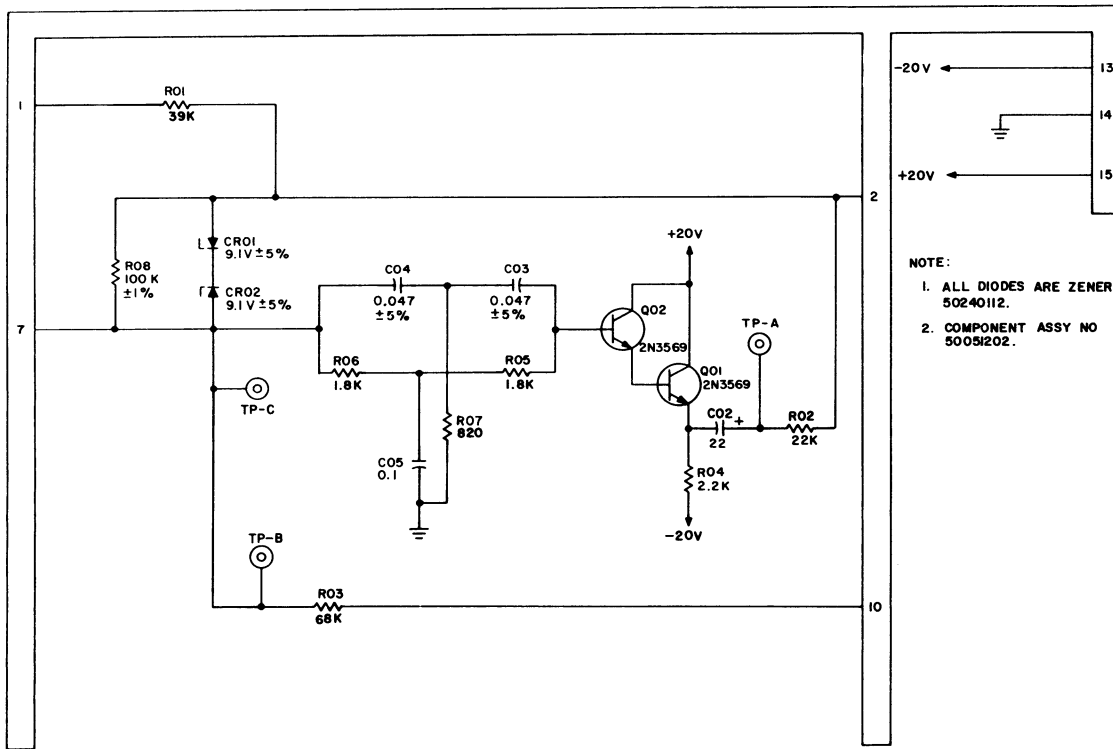 1
R01
39K
2
R08
100 K
±1%
CR01
9.1V ±5%
CR02
9.1V ±5%
7
TP-C
C04
0.047
±5%
C03
0.047
±5%
R06
1.8K
R05
1.8K
R07
820
C05
0.1
+20V
Q02
2N3569
Q01
2N3569
TP-A
C02 +
22
R02
22K
R04
2.2K
-20V
TP-B
R03
68K
10
-20V
13
14
+20V
15
NOTE:
1. ALL DIODES ARE ZENER
50240112.
2. COMPONENT ASSY NO
50051202.